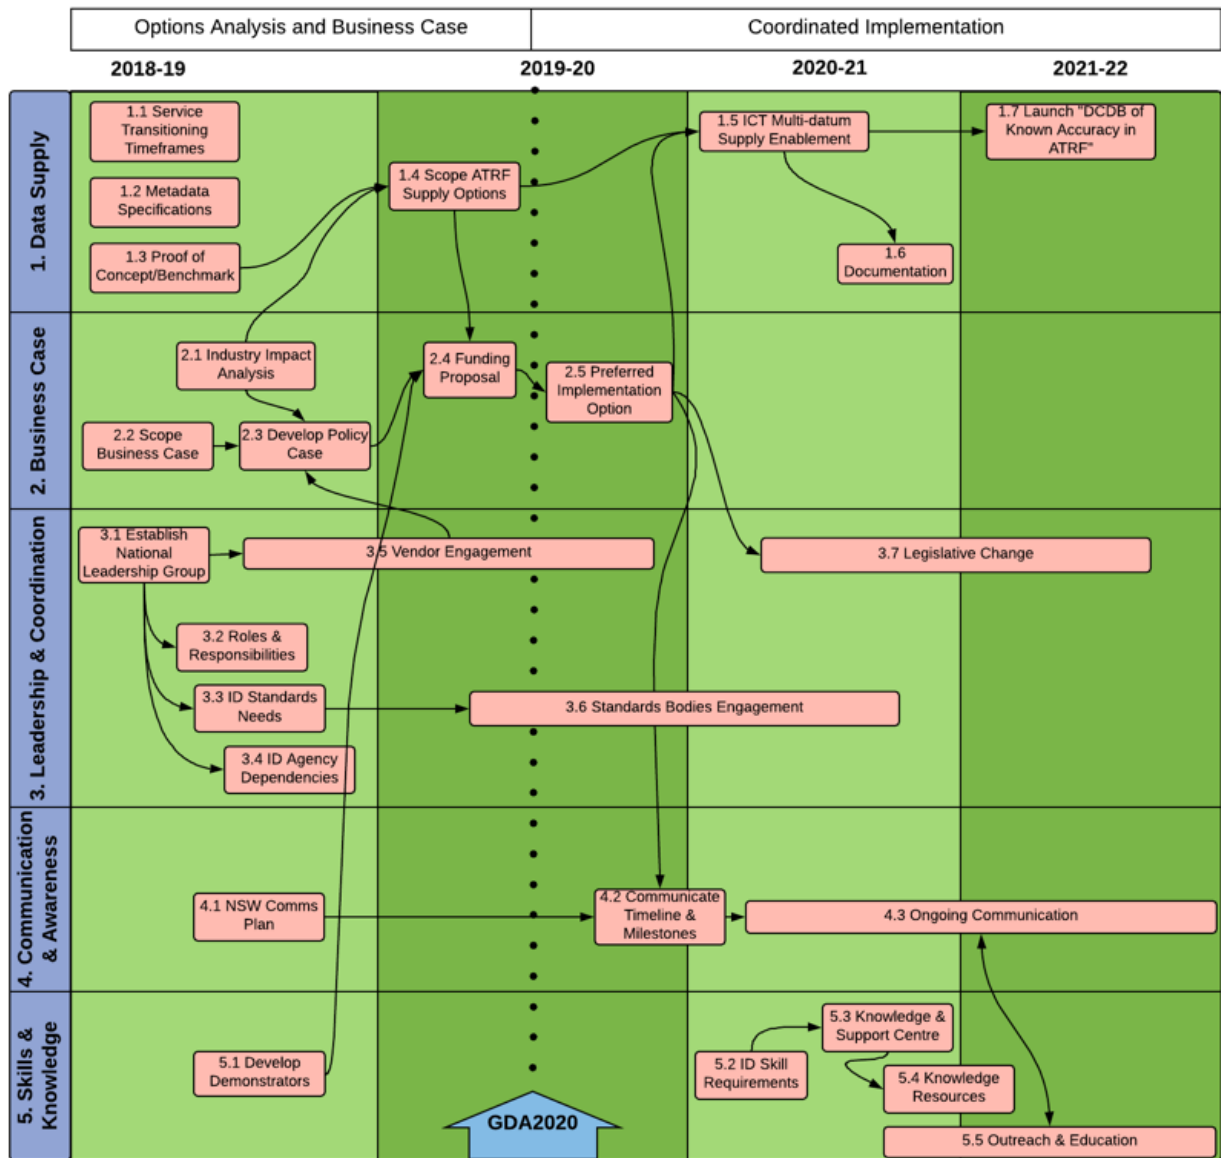 Options Analysis and Business Case
Coordinated Implementation
2018-19
2019-20
2020-21
2021-22
1. Data Supply
1.1 Service
Transitioning
Timeframes
1.2 Metadata
Specifications
1.3 Proof of
Concept/Benchmark
1.4 Scope ATRF
Supply Options
1.5 ICT Multi-datum
Supply Enablement
1.6
Documentation
1.7 Launch "DCDB of
Known Accuracy in
ATRF"
2. Business Case
2.1 Industry Impact
Analysis
2.2 Scope
Business Case
2.3 Develop Policy
Case
2.4 Funding
Proposal
2.5 Preferred
Implementation
Option
3. Leadership & Coordination
3.1 Establish
National
Leadership Group
3.5 Vendor Engagement
3.7 Legislative Change
3.2 Roles &
Responsibilities
3.3 ID Standards
Needs
3.6 Standards Bodies Engagement
3.4 ID Agency
Dependencies
4. Communication
& Awareness
4.1 NSW Comms
Plan
4.2 Communicate
Timeline &
Milestones
4.3 Ongoing Communication
5. Skills &
Knowledge
5.1 Develop
Demonstrators
5.2 ID Skill
Requirements
5.3 Knowledge &
Support Centre
5.4 Knowledge
Resources
5.5 Outreach & Education
GDA2020